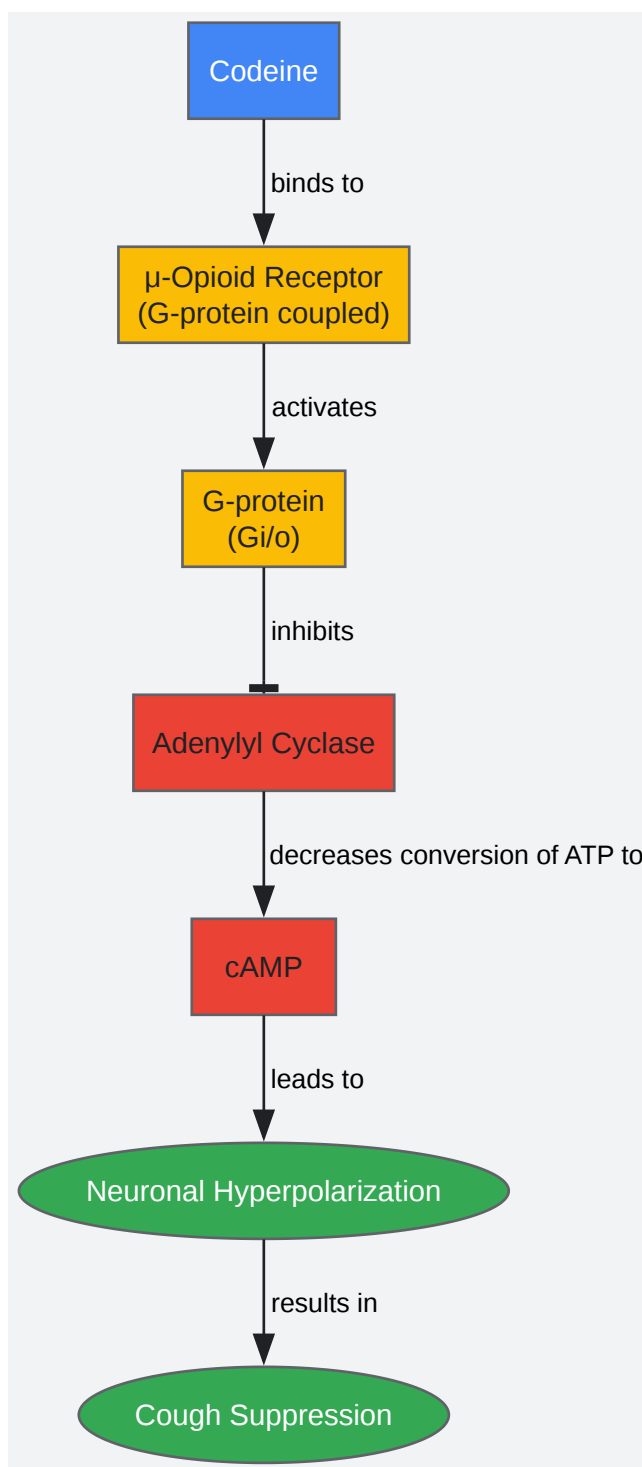 Codeine
binds to
μ-Opioid Receptor
(G-protein coupled)
activates
G-protein
(Gi/o)
inhibits
Adenylyl Cyclase
decreases conversion of ATP to
cAMP
leads to
Neuronal Hyperpolarization
results in
Cough Suppression